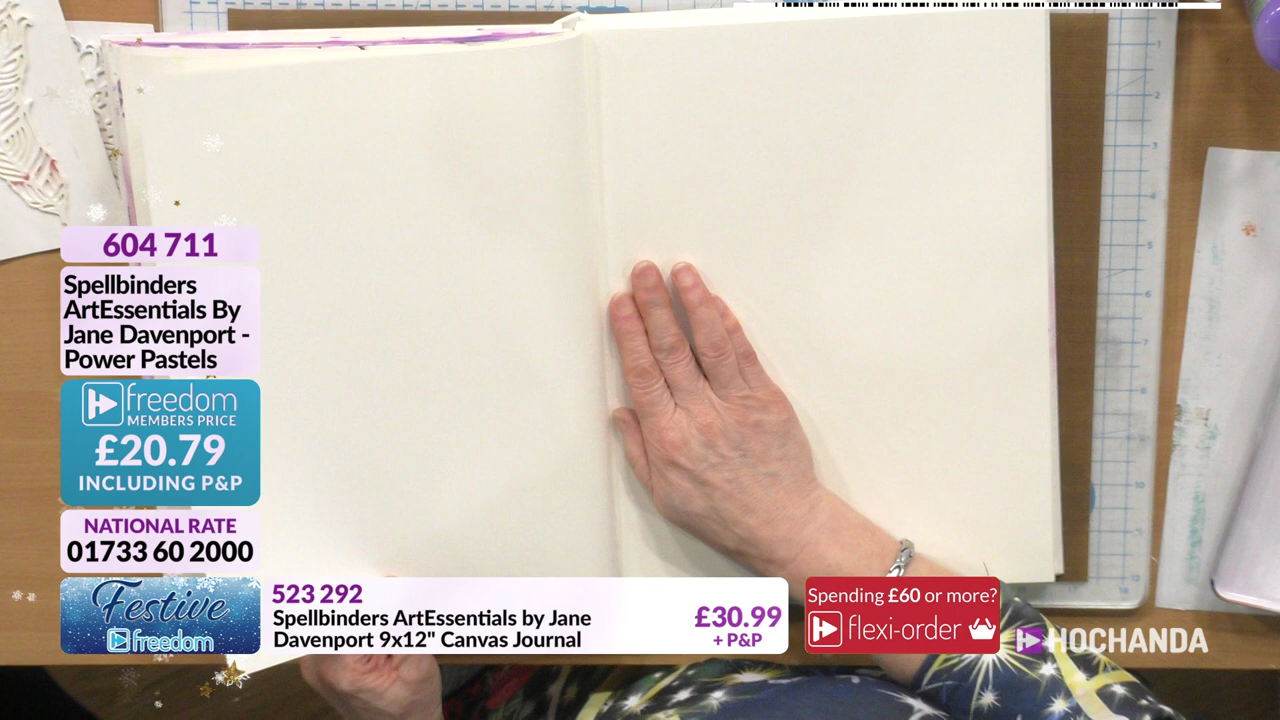 604 711
Spellbinders
ArtEssentials By
Jane Davenport -
Power Pastels
freedom
MEMBERS PRICE
£20.79
INCLUDING P&P
NATIONAL RATE
01733 60 2000
Festive
freedom
523 292
Spellbinders ArtEssentials by Jane
Davenport 9x12" Canvas Journal
£30.99
+ P&P
Spending £60 or more?
flexi-order
HOCHANDA